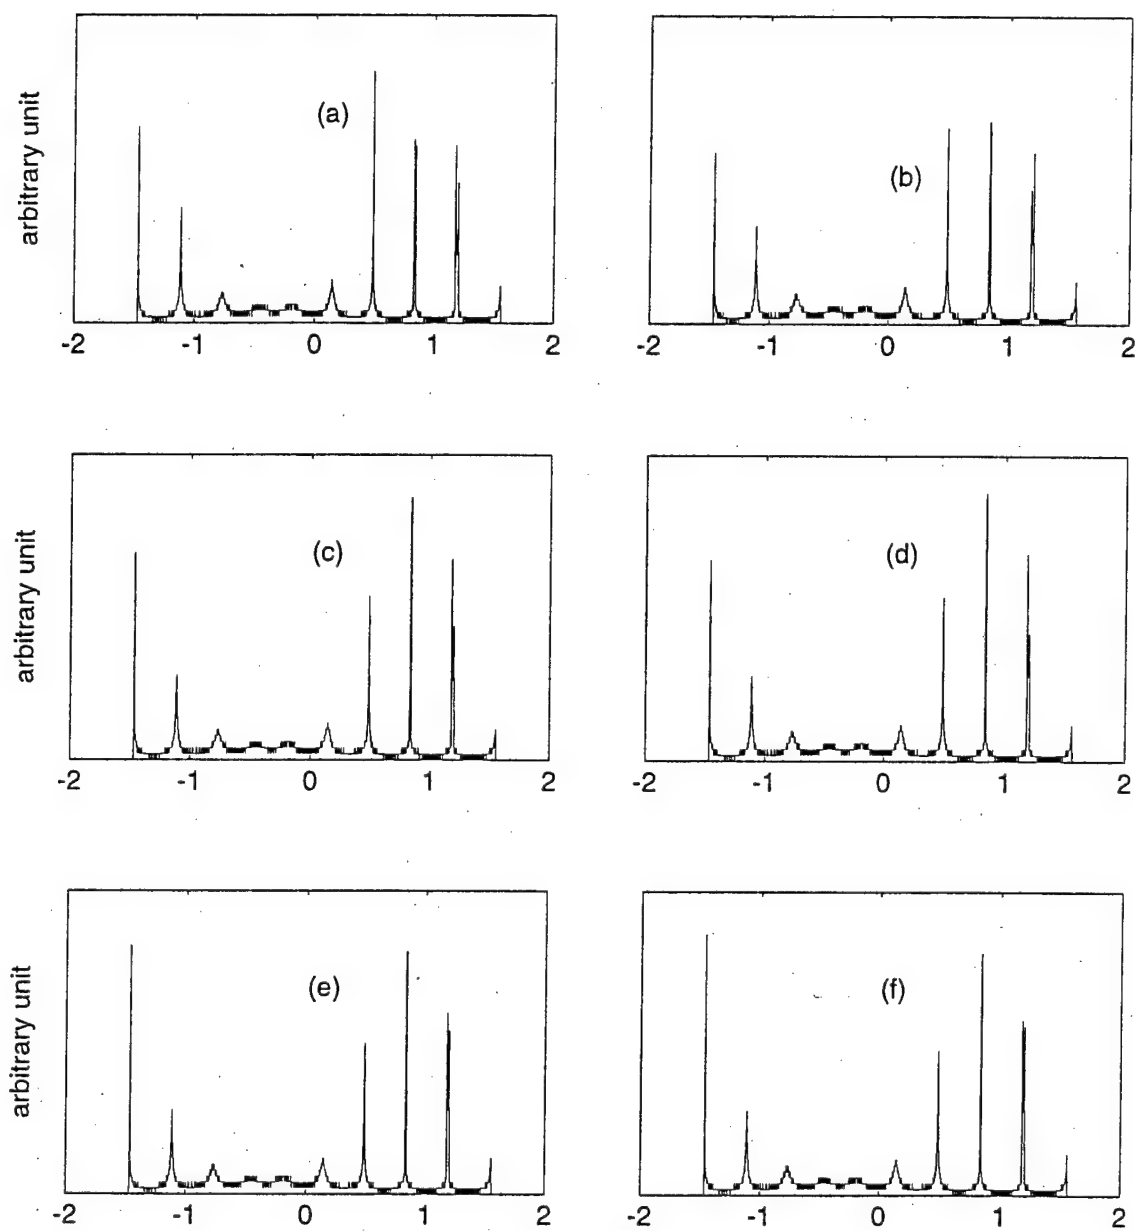 (a)
(b)
arbitrary unit
-2 -1 0 1 2
-2 -1 0 1 2
(c)
(d)
arbitrary unit
-2 -1 0 1 2
-2 -1 0 1 2
(e)
(f)
arbitrary unit
-2 -1 0 1 2
-2 -1 0 1 2